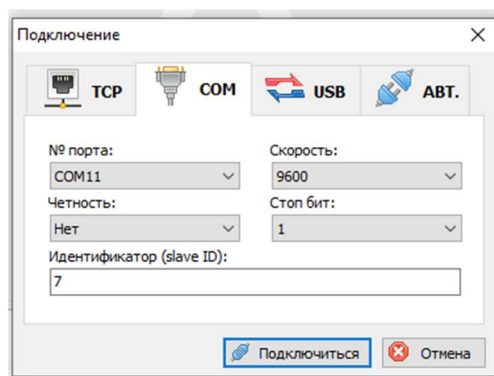 Подключение
TCP COM USB АВТ.
№ порта: Скорость:
COM11 9600
Четность: Стоп бит:
Нет 1
Идентификатор (slave ID):
7
Подключиться Отмена